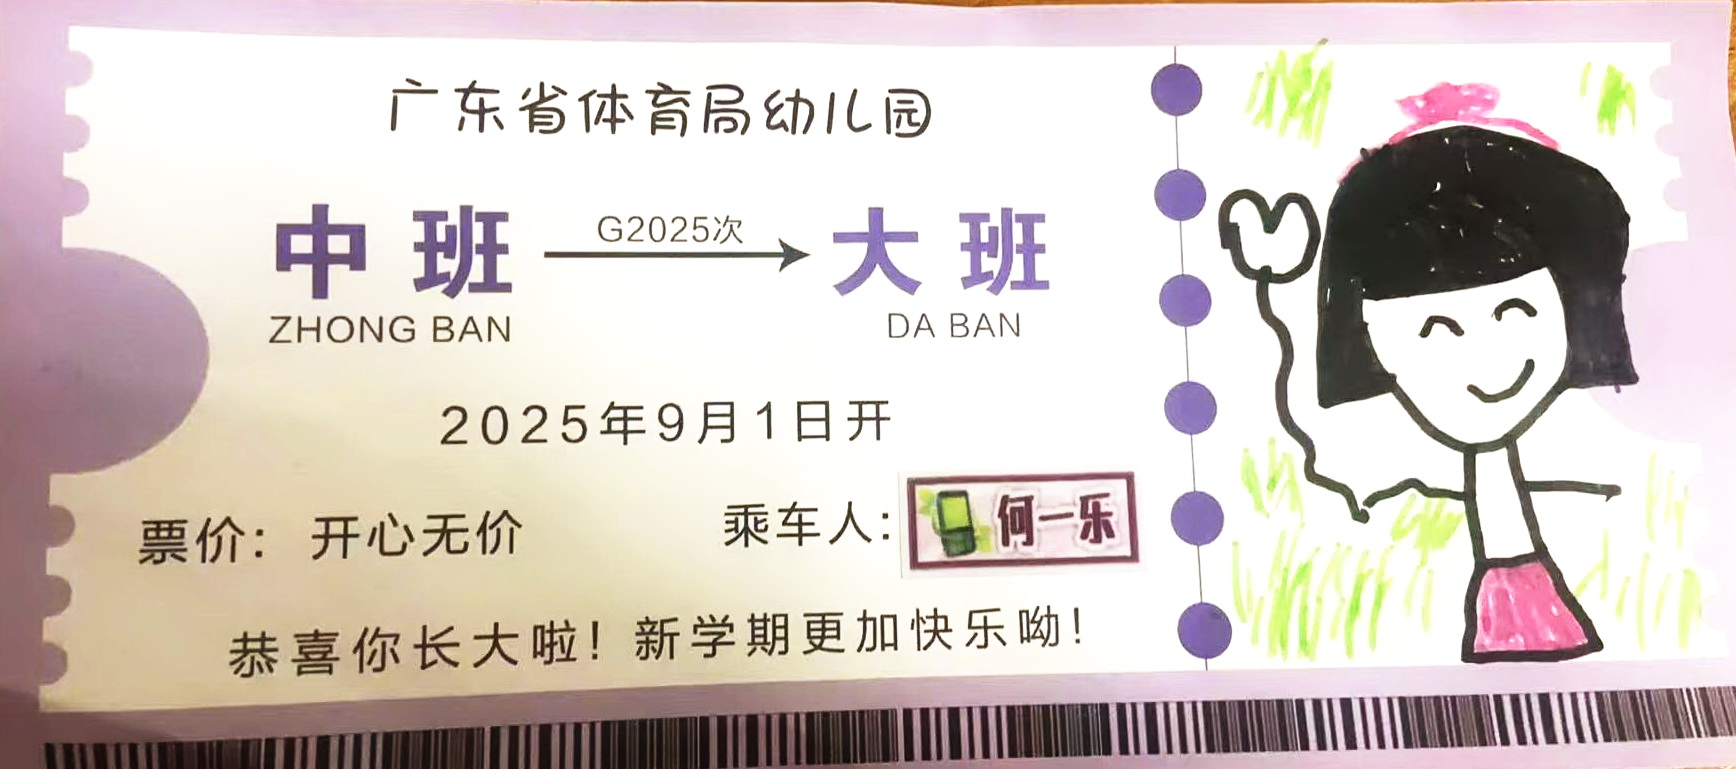 广东省体育局幼儿园
中班 G2025次 大班
ZHONG BAN DA BAN
2025年9月1日开
票价: 开心无价 乘车人: 何一乐
恭喜你长大啦! 新学期更加快乐呦!